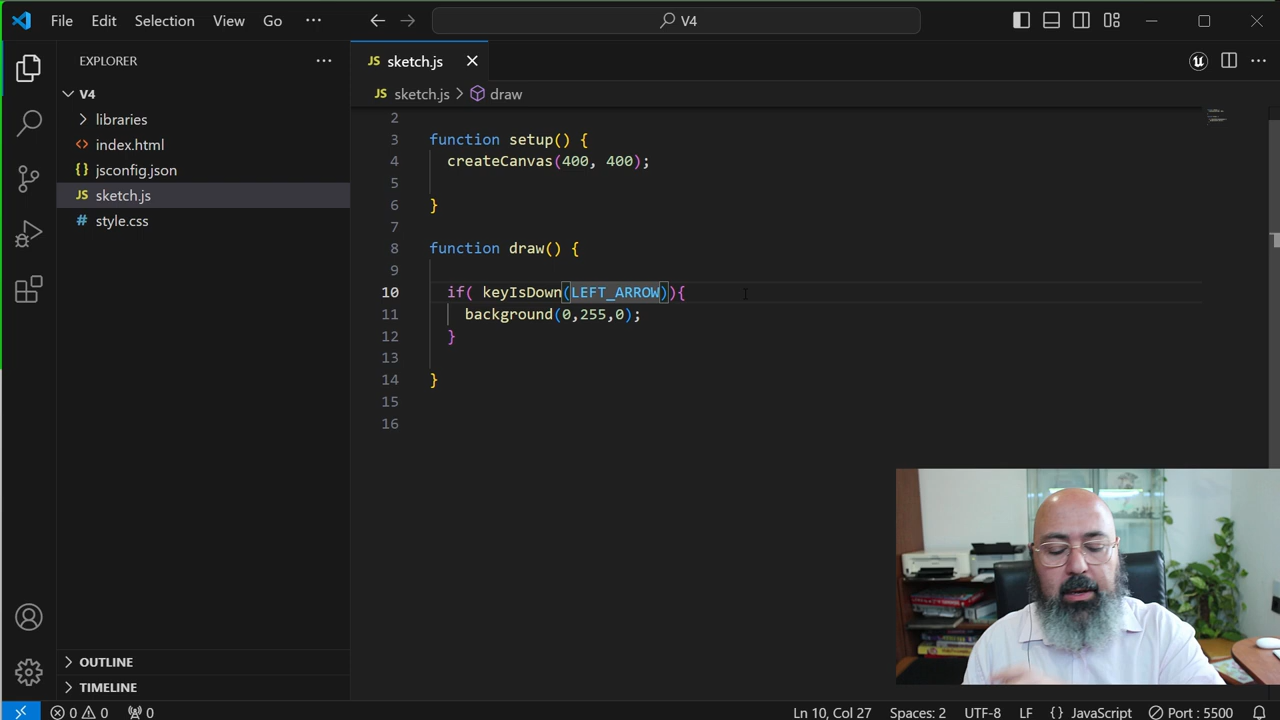 File Edit Selection View Go ··· V4
EXPLORER ···
V4
libraries
index.html
{} jsconfig.json
JS sketch.js
# style.css
OUTLINE
TIMELINE
JS sketch.js
JS sketch.js > draw
2
3 function setup() {
4 createCanvas(400, 400);
5
6 }
7
8 function draw() {
9
10 if( keyIsDown(LEFT_ARROW)){
11 background(0,255,0);
12 }
13
14 }
15
16
0 0 0 Ln 10, Col 27 Spaces: 2 UTF-8 LF {} JavaScript Port : 5500